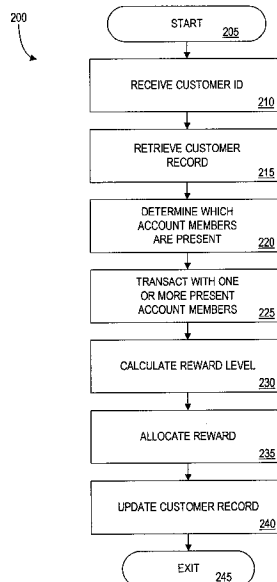 200
START
205
RECEIVE CUSTOMER ID
210
RETRIEVE CUSTOMER
RECORD
215
DETERMINE WHICH
ACCOUNT MEMBERS
ARE PRESENT
220
TRANSACT WITH ONE
OR MORE PRESENT
ACCOUNT MEMBERS
225
CALCULATE REWARD LEVEL
230
ALLOCATE REWARD
235
UPDATE CUSTOMER RECORD
240
EXIT
245